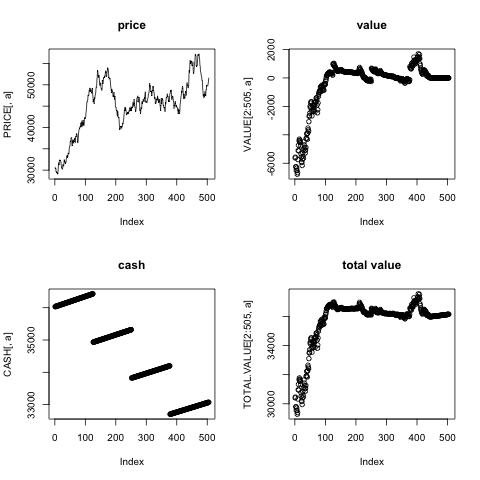 price
value
PRICE[, a]
30000 40000 50000
0 100 200 300 400 500
Index
VALUE[2:505, a]
-6000 2000 0 2000
0 100 200 300 400 500
Index
cash
total value
CASH[, a]
33000 35000
0 100 200 300 400 500
Index
TOTAL.VALUE[2:505, a]
30000 34000
0 100 200 300 400 500
Index